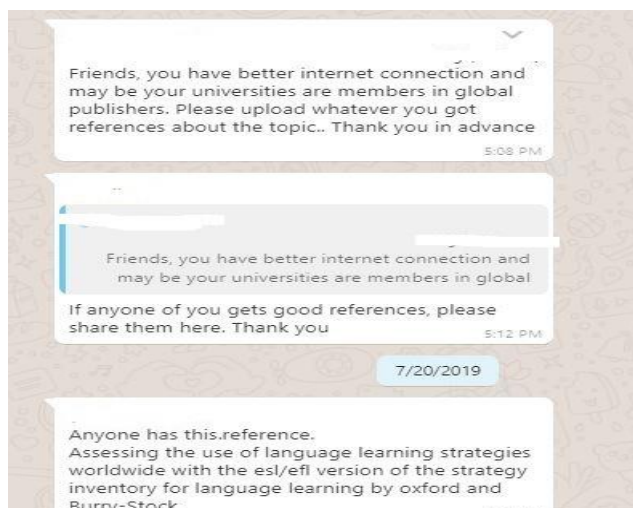 Friends, you have better internet connection and
may be your universities are members in global
publishers. Please upload whatever you got
references about the topic.. Thank you in advance
5:08 PM
Friends, you have better internet connection and
may be your universities are members in global
If anyone of you gets good references, please
share them here. Thank you
5:12 PM
7/20/2019
Anyone has this.reference.
Assessing the use of language learning strategies
worldwide with the esl/efl version of the strategy
inventory for language learning by oxford and
Burry-Stock